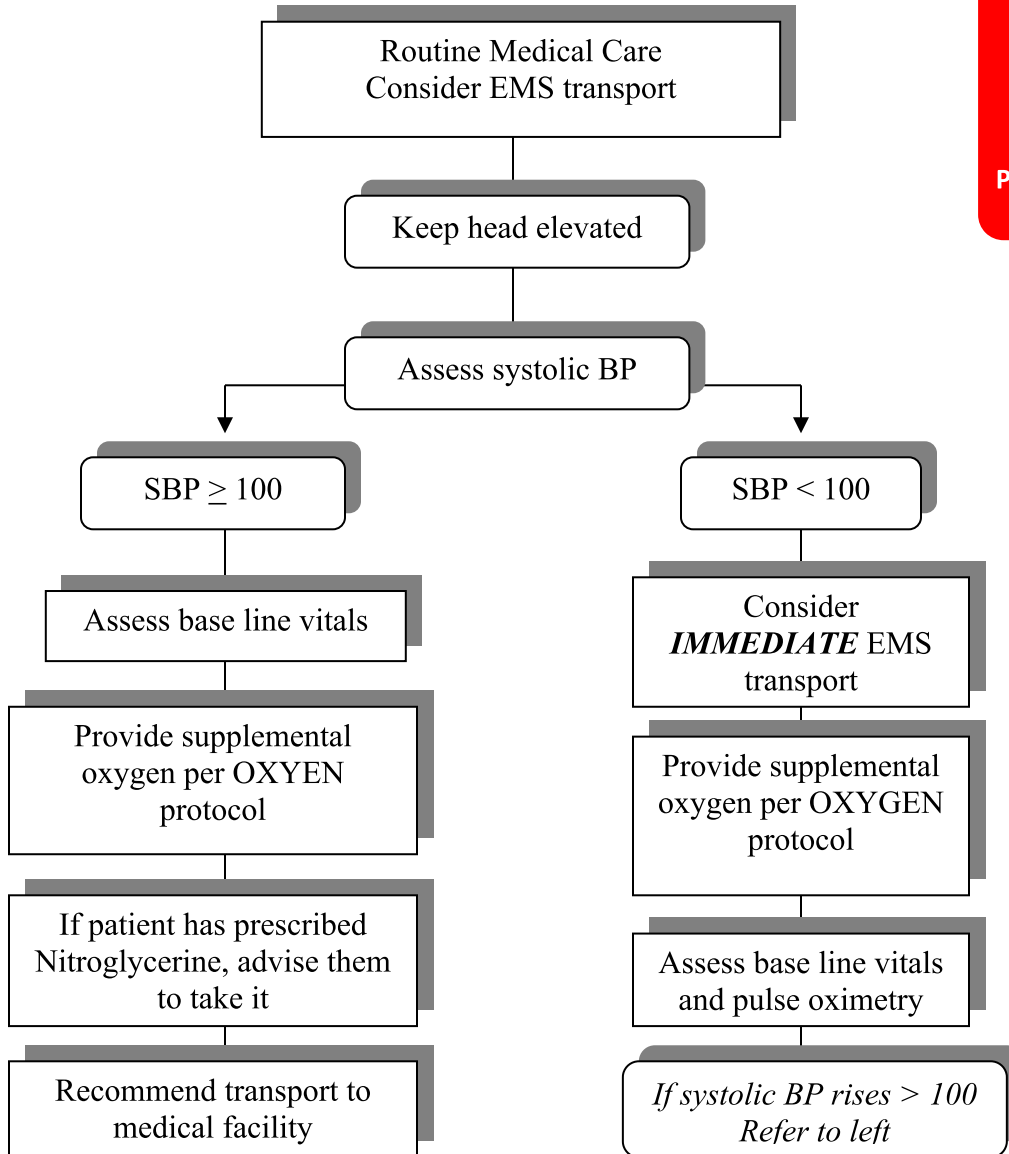 Routine Medical Care
Consider EMS transport
P
Keep head elevated
Assess systolic BP
SBP ≥ 100
Assess base line vitals
Provide supplemental
oxygen per OXYEN
protocol
If patient has prescribed
Nitroglycerine, advise them
to take it
Recommend transport to
medical facility
SBP < 100
Consider
IMMEDIATE EMS
transport
Provide supplemental
oxygen per OXYGEN
protocol
Assess base line vitals
and pulse oximetry
If systolic BP rises > 100
Refer to left